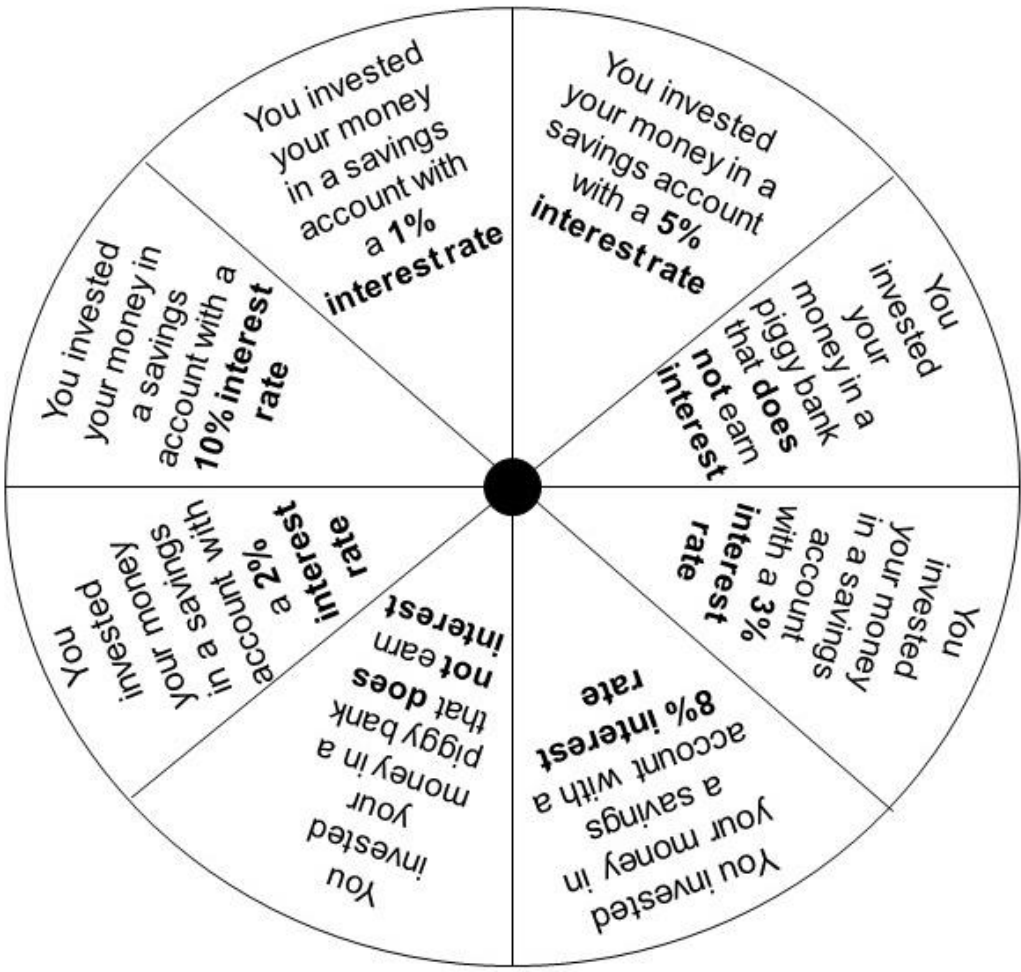 You invested
your money in a
savings account
with a 5%
interest rate
You
invested
your
money in a
piggy bank
that does
not earn
interest
You
invested
your money
in a savings
account
with a 3%
interest
rate
You invested
your money in
a savings
account with a
8% interest
rate
You
invested
your
money in a
piggy bank
that does
not earn
interest
You
invested
your money
in a savings
account with
a 2%
interest
rate
You invested
your money in
a savings
account with a
10% interest
rate
You invested
your money
in a savings
account with
a 1%
interest rate